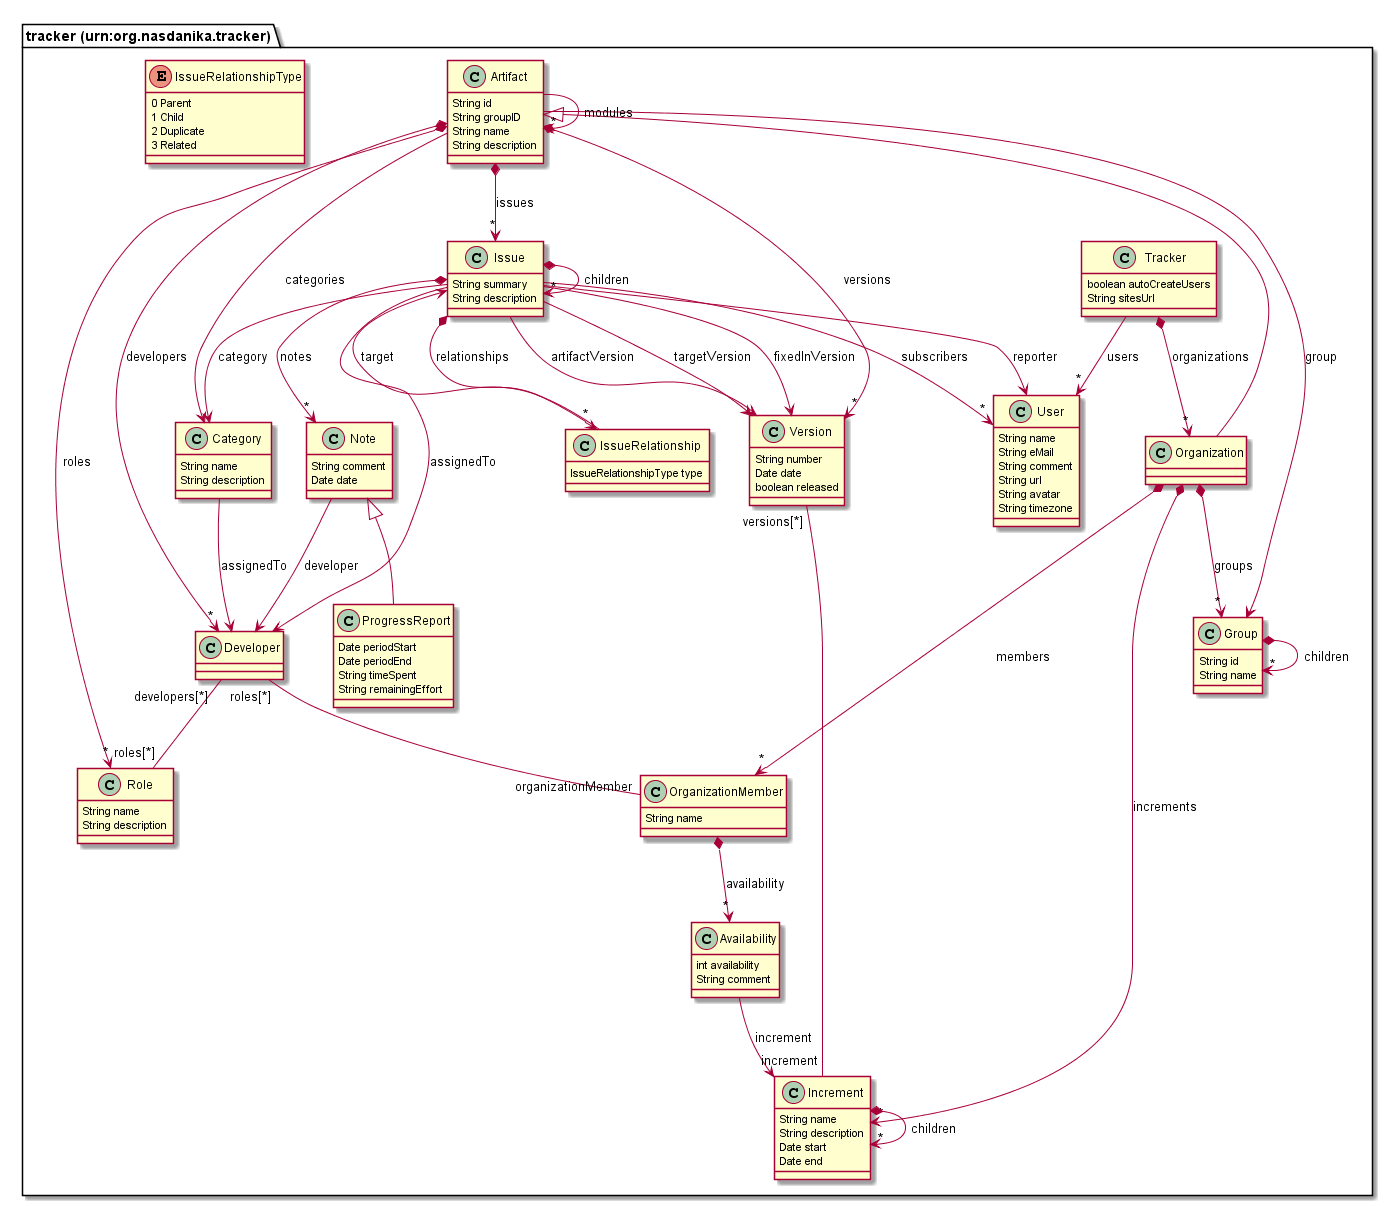 tracker (urn:org.nasdanika.tracker)
E IssueRelationshipType
0 Parent
1 Child
2 Duplicate
3 Related
C Artifact
String id
String groupID
String name
String description
modules
*
issues
*
C Issue
String summary
String description
children
*
C Tracker
boolean autoCreateUsers
String sitesUrl
categories
versions
developers
category
notes
target
relationships
artifactVersion
targetVersion
fixedInVersion
subscribers
reporter
users
organizations
group
*
*
*
*
*
*
C Category
String name
String description
C Note
String comment
Date date
C IssueRelationship
IssueRelationshipType type
C Version
String number
Date date
boolean released
C User
String name
String eMail
String comment
String url
String avatar
String timezone
C Organization
roles
assignedTo
versions[*]
assignedTo
developer
groups
*
*
C Developer
C ProgressReport
Date periodStart
Date periodEnd
String timeSpent
String remainingEffort
C Group
String id
String name
children
*
members
developers[*]
roles[*]
*
roles[*]
*
organizationMember
C Role
String name
String description
C OrganizationMember
String name
increments
availability
*
C Availability
int availability
String comment
increment
increment
C Increment
String name
String description
Date start
Date end
*
children
*